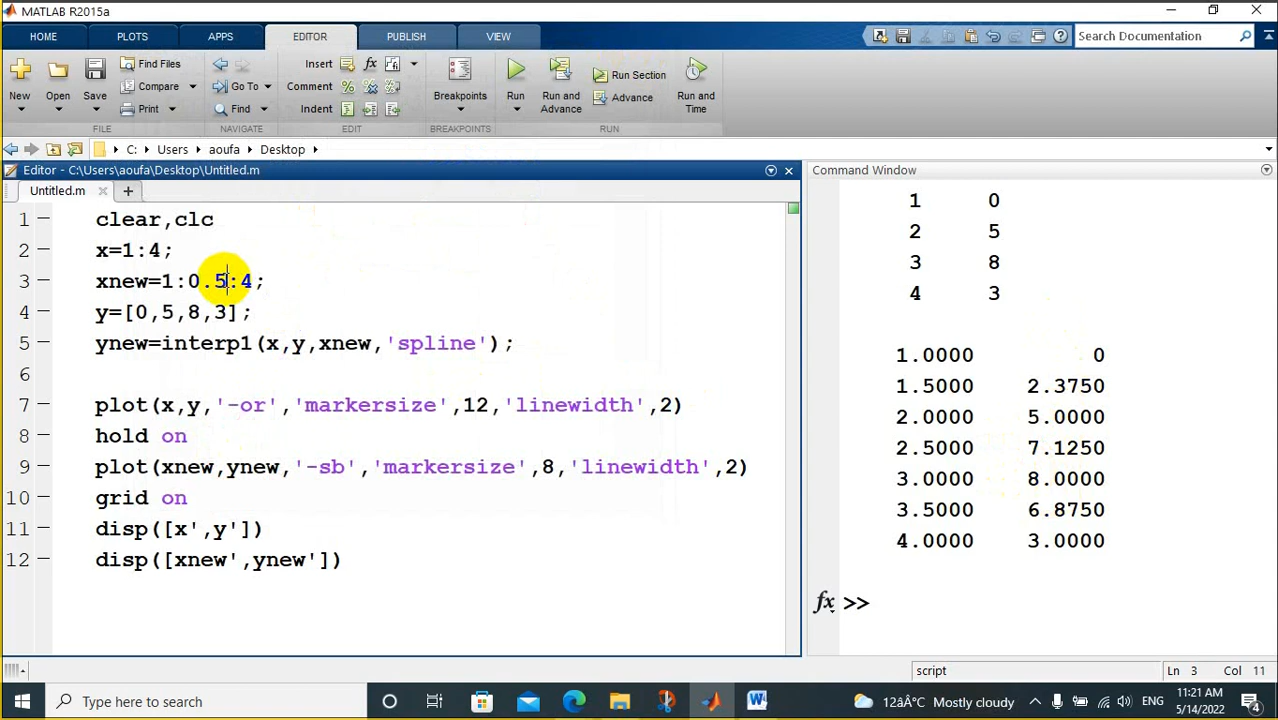 MATLAB R2015a
HOME PLOTS APPS EDITOR PUBLISH VIEW Search Documentation
New Open Save Find Files Compare Print
Go To Find
Insert fx Comment % Indent
Breakpoints
Run Run and Advance Run Section Advance Run and Time
FILE NAVIGATE EDIT BREAKPOINTS RUN
C: Users aoufa Desktop
Editor - C:\Users\aoufa\Desktop\Untitled.m
Untitled.m +
1 clear,clc
2 x=1:4;
3 xnew=1:0.5:4;
4 y=[0,5,8,3];
5 ynew=interp1(x,y,xnew,'spline');
6
7 plot(x,y,'-or','markersize',12,'linewidth',2)
8 hold on
9 plot(xnew,ynew,'-sb','markersize',8,'linewidth',2)
10 grid on
11 disp([x',y'])
12 disp([xnew',ynew'])
Command Window
1 0
2 5
3 8
4 3
1.0000 0
1.5000 2.3750
2.0000 5.0000
2.5000 7.1250
3.0000 8.0000
3.5000 6.8750
4.0000 3.0000
fx >>
script Ln 3 Col 11
Type here to search
12°C Mostly cloudy ENG 11:21 AM
5/14/2022 4